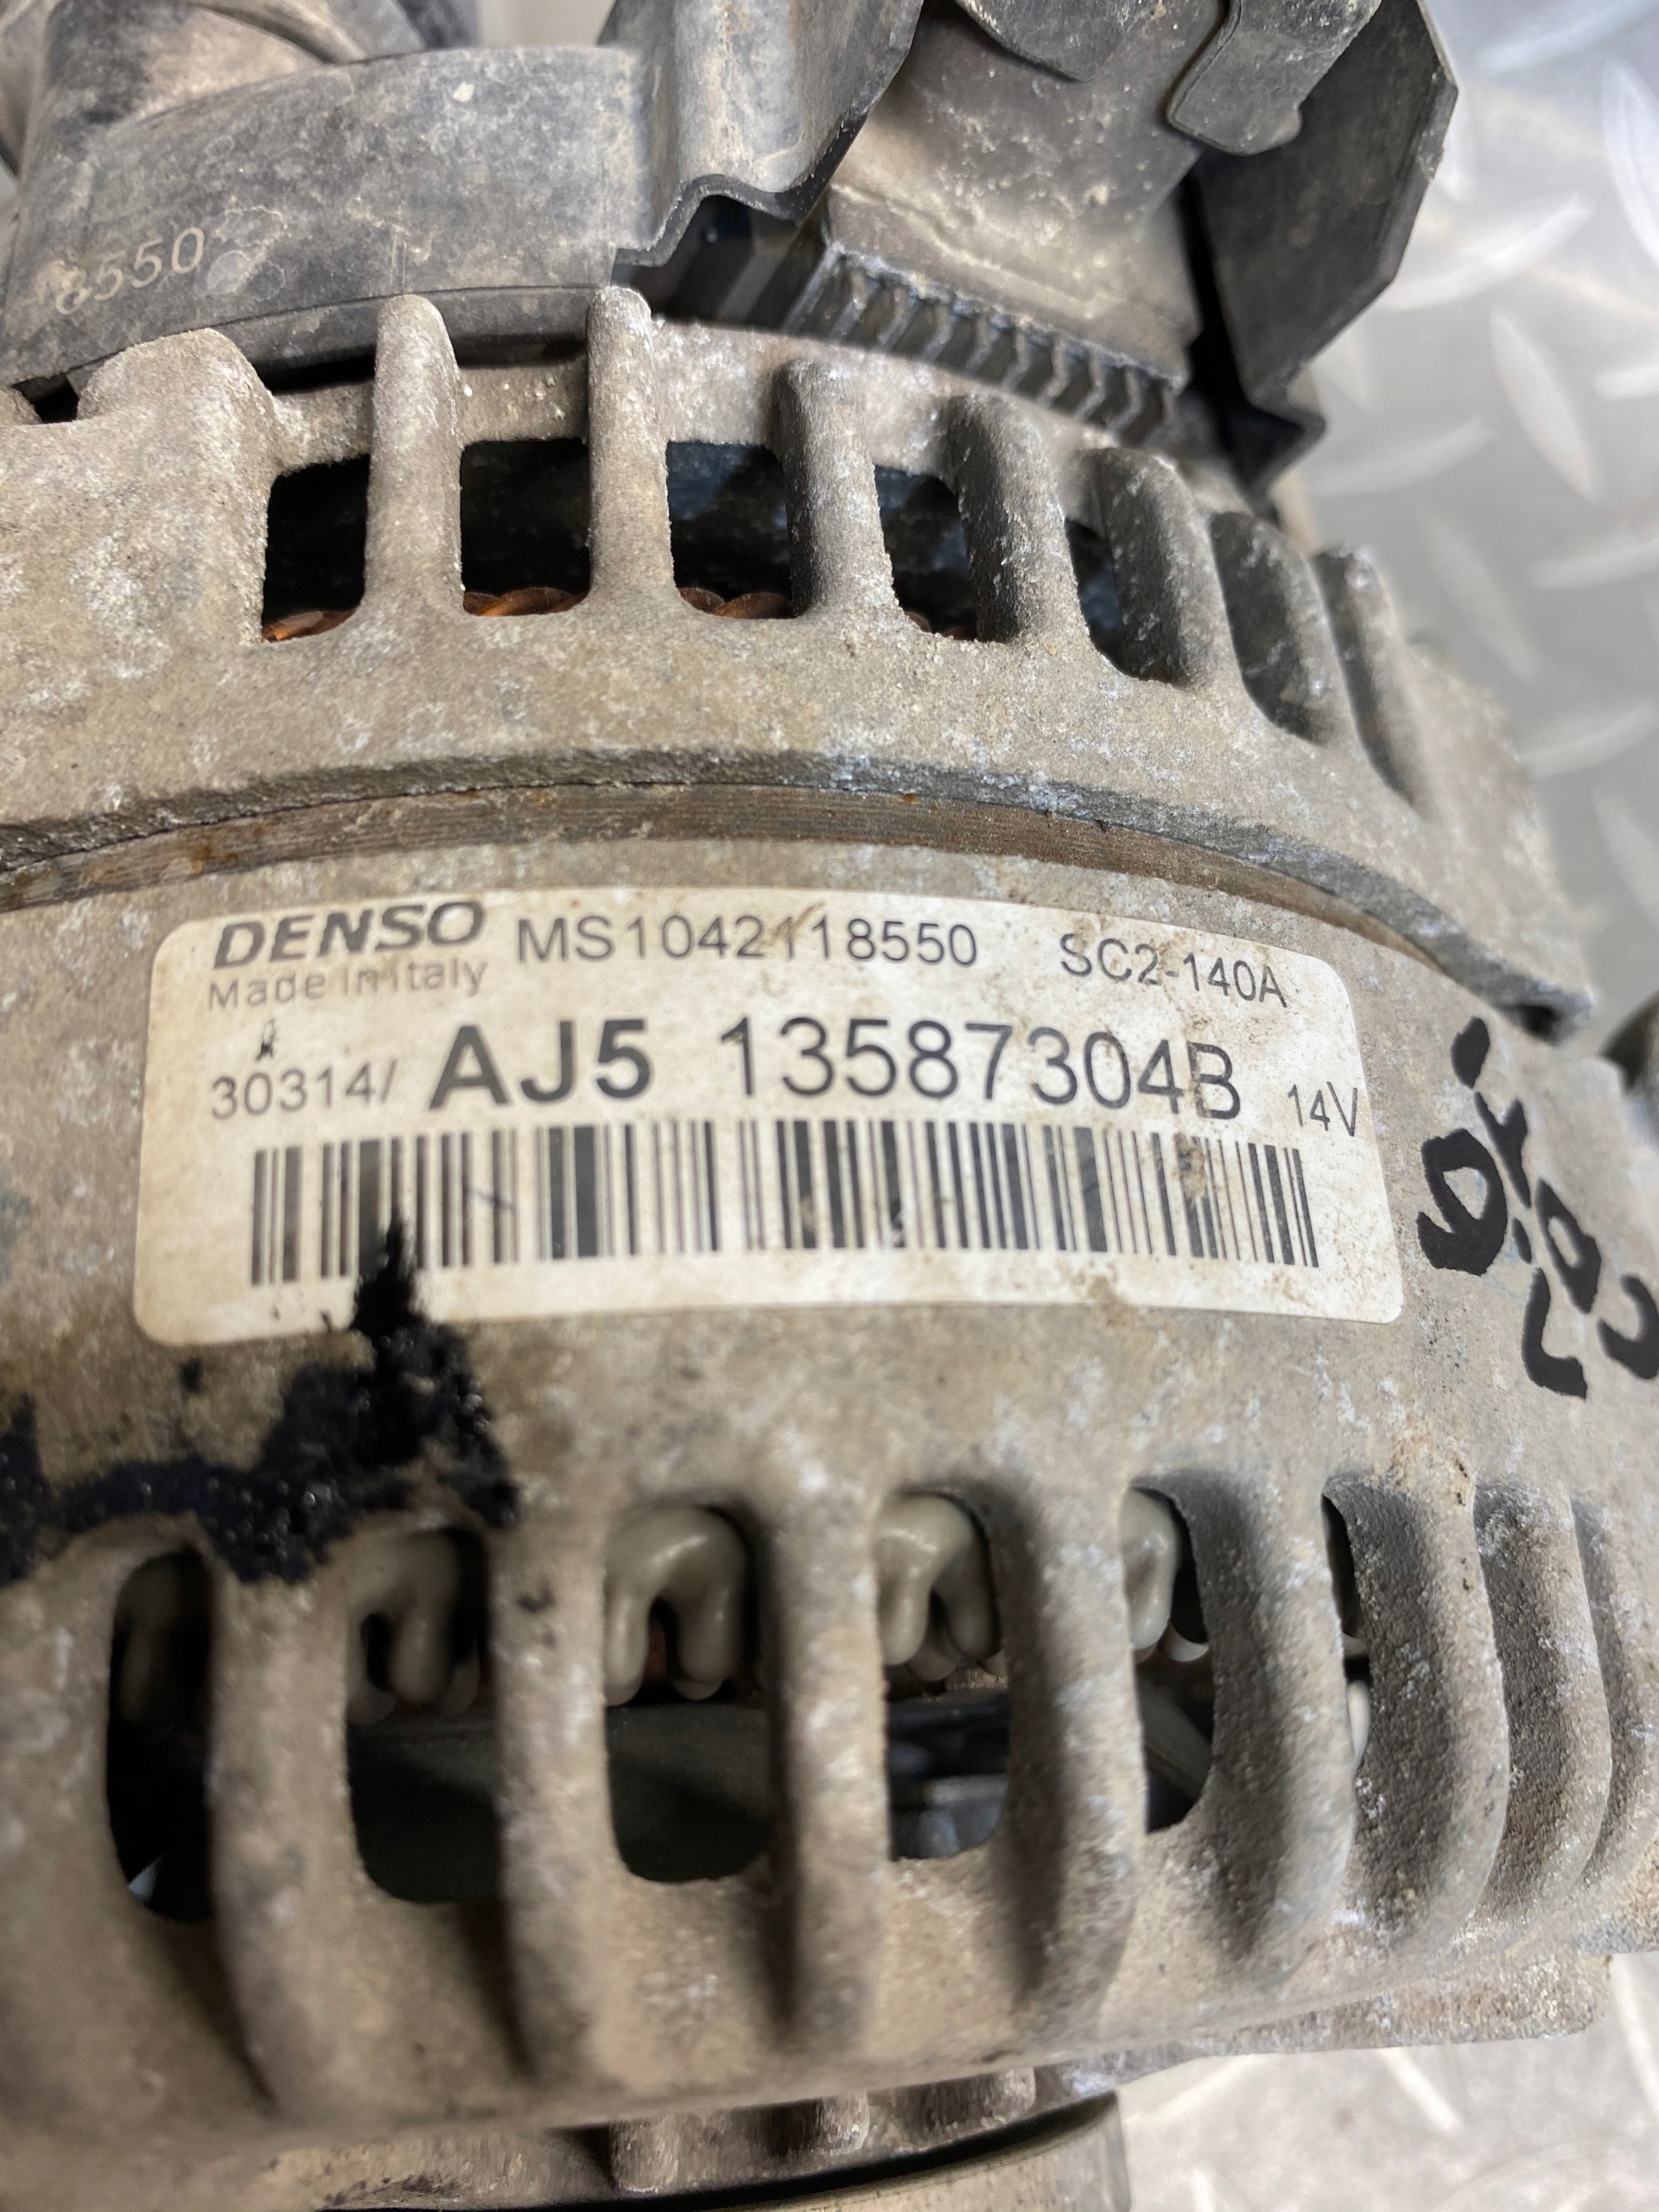 8550
DENSO MS1042118550 SC2-140A
Made in Italy
30314/ AJ5 13587304B 14V